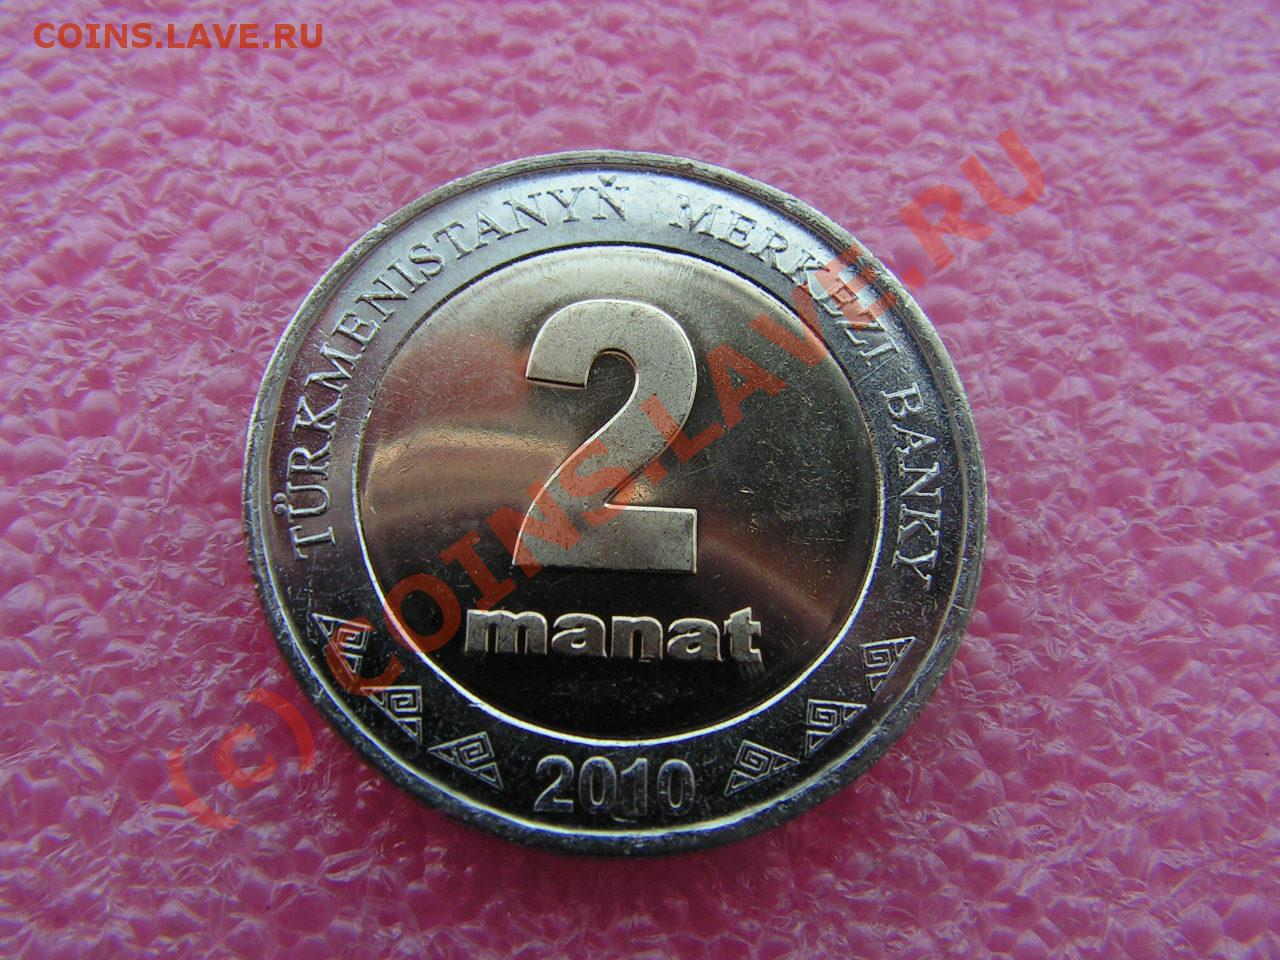 COINS.LAVE.RU
TÜRKMENISTANYŇ MERKEZI BANKY
2
manat
2010
(c) COINS.LAVE.RU